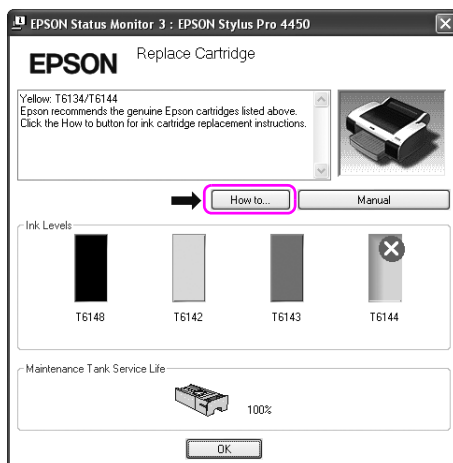 EPSON Status Monitor 3 : EPSON Stylus Pro 4450
EPSON
Replace Cartridge
Yellow: T6134/T6144
Epson recommends the genuine Epson cartridges listed above.
Click the How to button for ink cartridge replacement instructions.
How to...
Manual
Ink Levels
T6148
T6142
T6143
T6144
Maintenance Tank Service Life
100%
OK